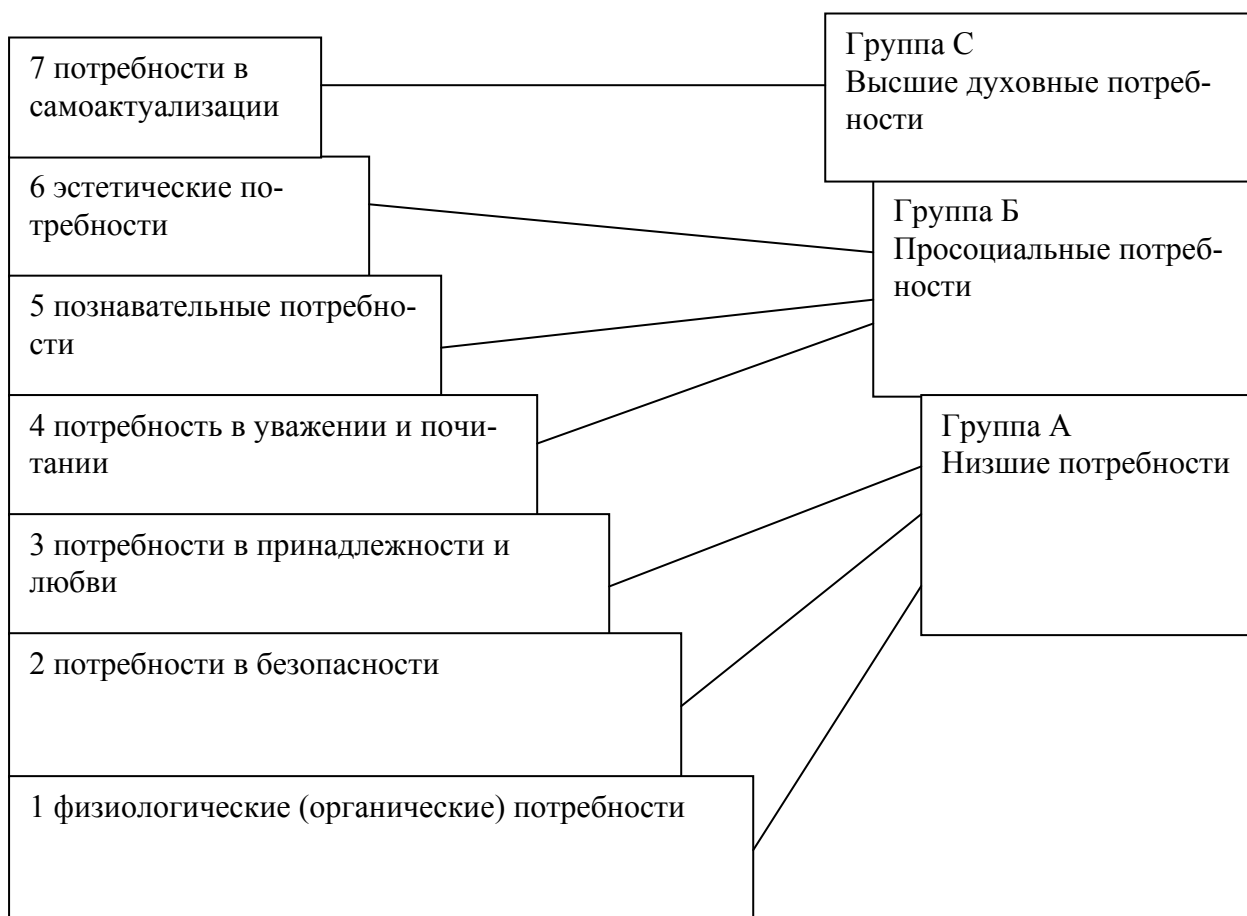 7 потребности в
самоактуализации
6 эстетические по-
требности
5 познавательные потребно-
сти
4 потребность в уважении и почи-
тании
3 потребности в принадлежности и
любви
2 потребности в безопасности
1 физиологические (органические) потребности
Группа С
Высшие духовные потреб-
ности
Группа Б
Просоциальные потреб-
ности
Группа А
Низшие потребности